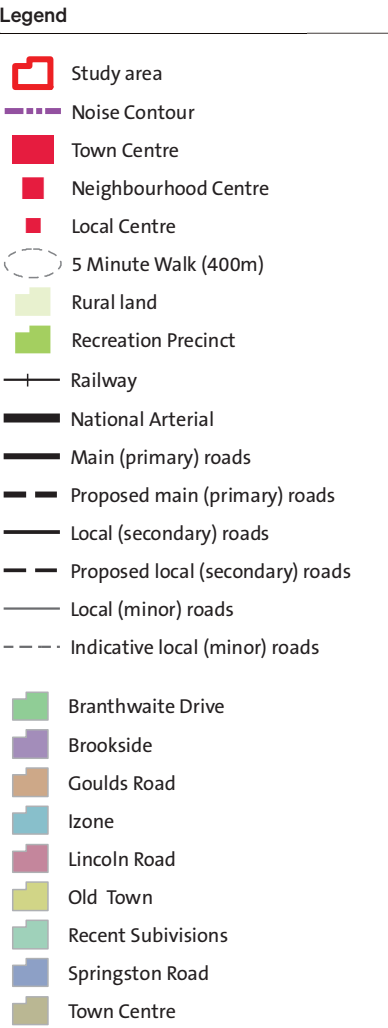 Legend
Study area
Noise Contour
Town Centre
Neighbourhood Centre
Local Centre
5 Minute Walk (400m)
Rural land
Recreation Precinct
Railway
National Arterial
Main (primary) roads
Proposed main (primary) roads
Local (secondary) roads
Proposed local (secondary) roads
Local (minor) roads
Indicative local (minor) roads
Branthwaite Drive
Brookside
Goulds Road
Izone
Lincoln Road
Old Town
Recent Subivisions
Springston Road
Town Centre